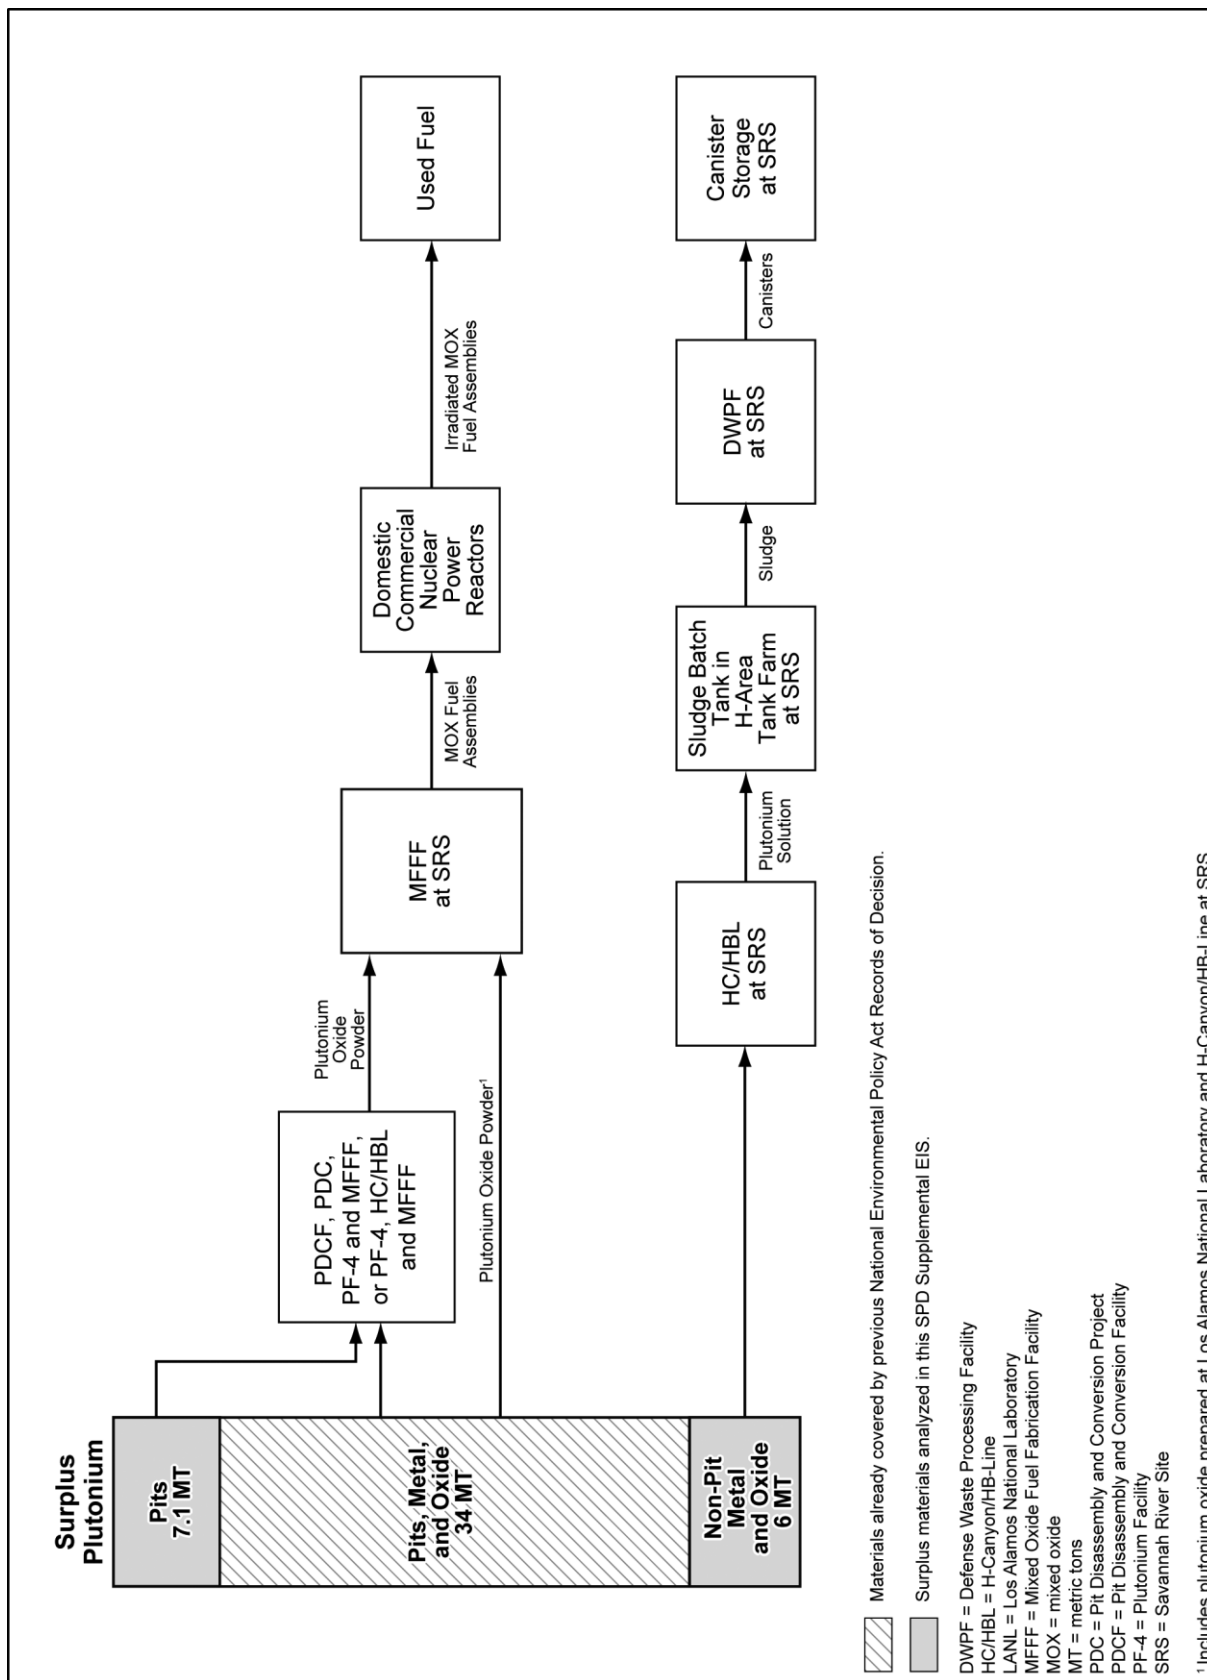 Surplus
Plutonium
Pits
7.1 MT
Pits, Metal,
and Oxide
34 MT
Non-Pit
Metal
and Oxide
6 MT
PDCF, PDC,
PF-4 and MFFF,
or PF-4, HC/HBL
and MFFF
Plutonium
Oxide
Powder
Plutonium Oxide Powder¹
MFFF
at SRS
MOX Fuel
Assemblies
Domestic
Commercial
Nuclear
Power
Reactors
Irradiated MOX
Fuel Assemblies
Used Fuel
HC/HBL
at SRS
Plutonium
Solution
Sludge Batch
Tank in
H-Area
Tank Farm
at SRS
Sludge
DWPF
at SRS
Canisters
Canister
Storage
at SRS
Materials already covered by previous National Environmental Policy Act Records of Decision.
Surplus materials analyzed in this SPD Supplemental EIS.
DWPF = Defense Waste Processing Facility
HC/HBL = H-Canyon/HB-Line
LANL = Los Alamos National Laboratory
MFFF = Mixed Oxide Fuel Fabrication Facility
MOX = mixed oxide
MT = metric tons
PDC = Pit Disassembly and Conversion Project
PDCF = Pit Disassembly and Conversion Facility
PF-4 = Plutonium Facility
SRS = Savannah River Site
¹ Includes plutonium oxide prepared at Los Alamos National Laboratory and H-Canyon/HB-Line at SRS